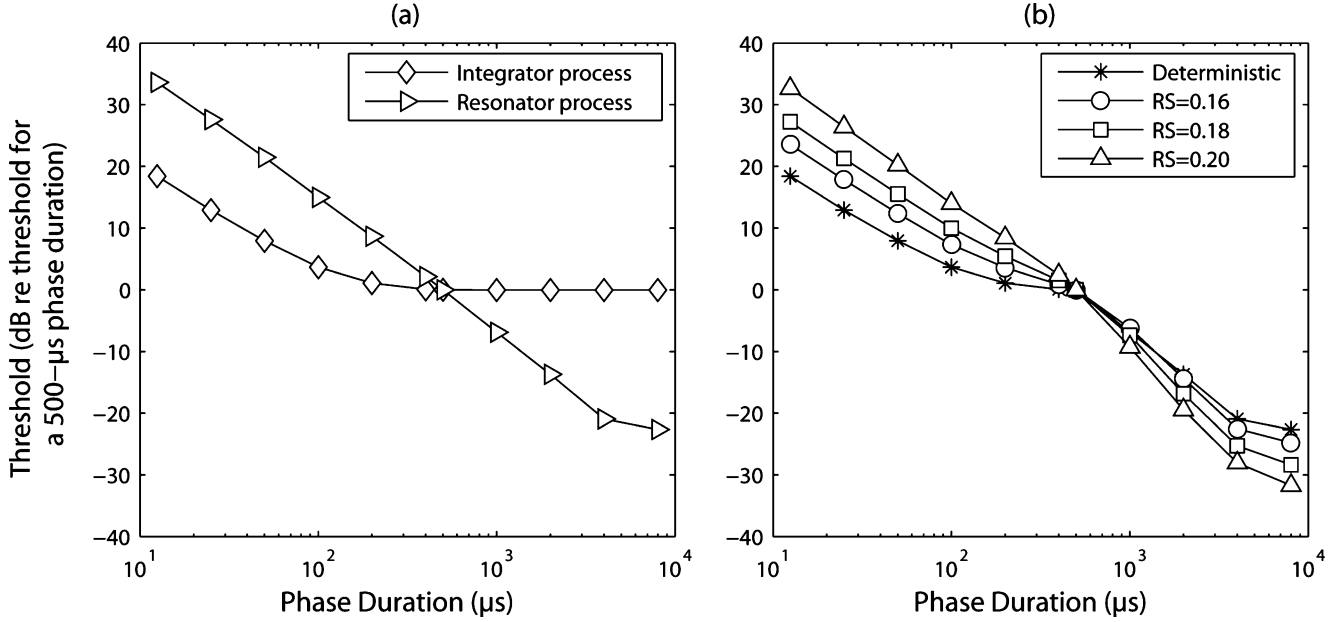 (a)
Threshold (dB re threshold for
a 500−µs phase duration)
40
30
20
10
0
−10
−20
−30
−40
Integrator process
Resonator process
10^1
10^2
10^3
10^4
Phase Duration (µs)
(b)
40
30
20
10
0
−10
−20
−30
−40
Deterministic
RS=0.16
RS=0.18
RS=0.20
10^1
10^2
10^3
10^4
Phase Duration (µs)